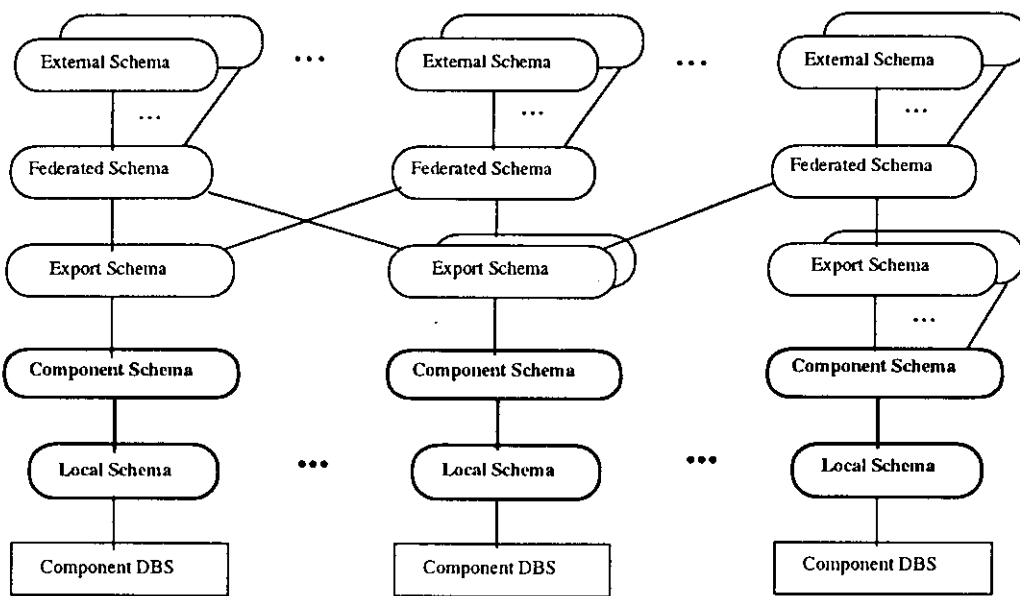 External Schema ... External Schema ... External Schema
... ... ...
Federated Schema Federated Schema Federated Schema
Export Schema Export Schema Export Schema
...
Component Schema Component Schema Component Schema
Local Schema ... Local Schema ... Local Schema
Component DBS Component DBS Component DBS